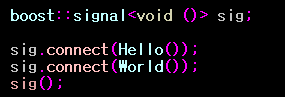 boost::signal<void ()> sig;
sig.connect(Hello());
sig.connect(World());
sig();